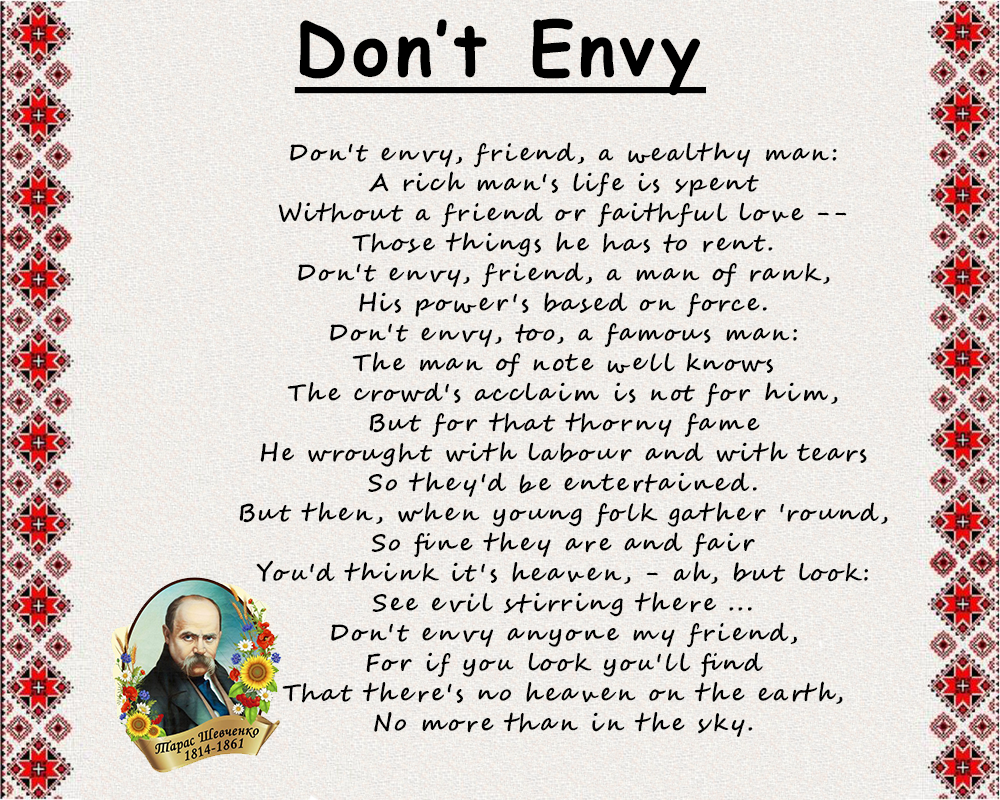 Don't Envy
Don't envy, friend, a wealthy man:
A rich man's life is spent
Without a friend or faithful love --
Those things he has to rent.
Don't envy, friend, a man of rank,
His power's based on force.
Don't envy, too, a famous man:
The man of note well knows
The crowd's acclaim is not for him,
But for that thorny fame
He wrought with labour and with tears
So they'd be entertained.
But then, when young folk gather 'round,
So fine they are and fair
You'd think it's heaven, - ah, but look:
See evil stirring there ...
Don't envy anyone my friend,
For if you look you'll find
That there's no heaven on the earth,
No more than in the sky.
Тарас Шевченко
1814-1861